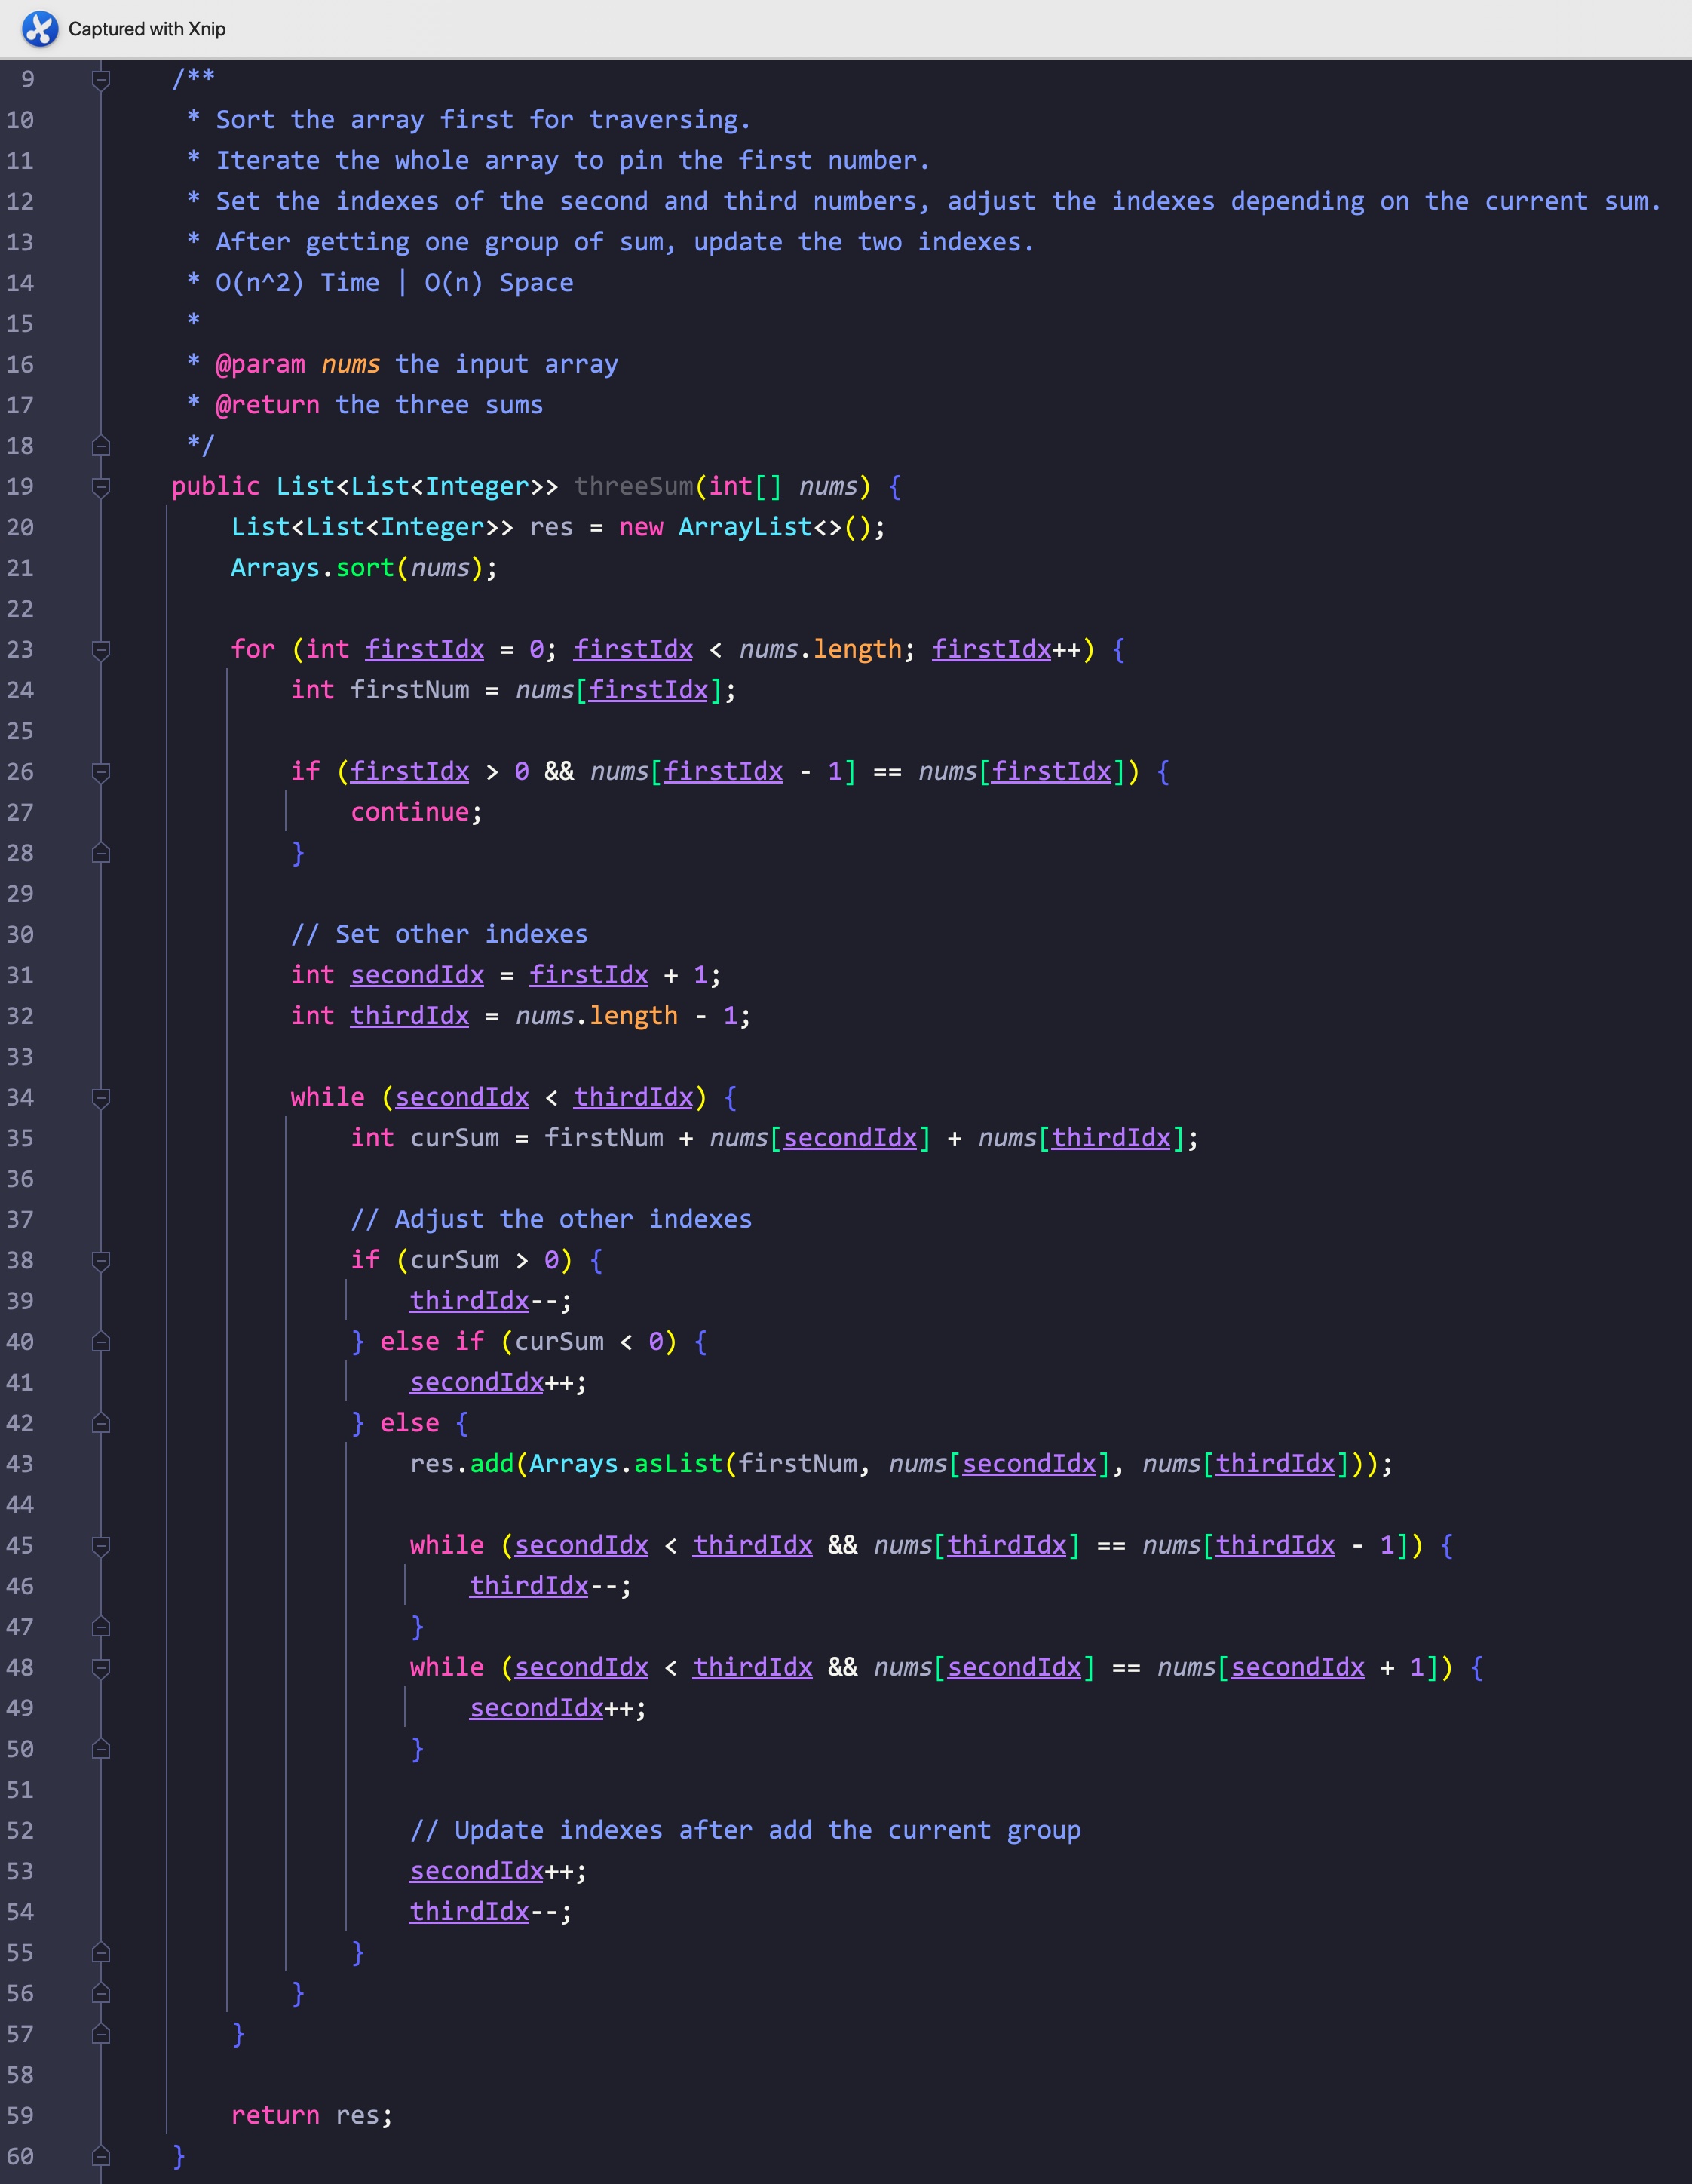 Captured with Xnip
9 /**
10 * Sort the array first for traversing.
11 * Iterate the whole array to pin the first number.
12 * Set the indexes of the second and third numbers, adjust the indexes depending on the current sum.
13 * After getting one group of sum, update the two indexes.
14 * O(n^2) Time | O(n) Space
15 *
16 * @param nums the input array
17 * @return the three sums
18 */
19 public List<List<Integer>> threeSum(int[] nums) {
20 List<List<Integer>> res = new ArrayList<>();
21 Arrays.sort(nums);
22
23 for (int firstIdx = 0; firstIdx < nums.length; firstIdx++) {
24 int firstNum = nums[firstIdx];
25
26 if (firstIdx > 0 && nums[firstIdx - 1] == nums[firstIdx]) {
27 continue;
28 }
29
30 // Set other indexes
31 int secondIdx = firstIdx + 1;
32 int thirdIdx = nums.length - 1;
33
34 while (secondIdx < thirdIdx) {
35 int curSum = firstNum + nums[secondIdx] + nums[thirdIdx];
36
37 // Adjust the other indexes
38 if (curSum > 0) {
39 thirdIdx--;
40 } else if (curSum < 0) {
41 secondIdx++;
42 } else {
43 res.add(Arrays.asList(firstNum, nums[secondIdx], nums[thirdIdx]));
44
45 while (secondIdx < thirdIdx && nums[thirdIdx] == nums[thirdIdx - 1]) {
46 thirdIdx--;
47 }
48 while (secondIdx < thirdIdx && nums[secondIdx] == nums[secondIdx + 1]) {
49 secondIdx++;
50 }
51
52 // Update indexes after add the current group
53 secondIdx++;
54 thirdIdx--;
55 }
56 }
57 }
58
59 return res;
60 }